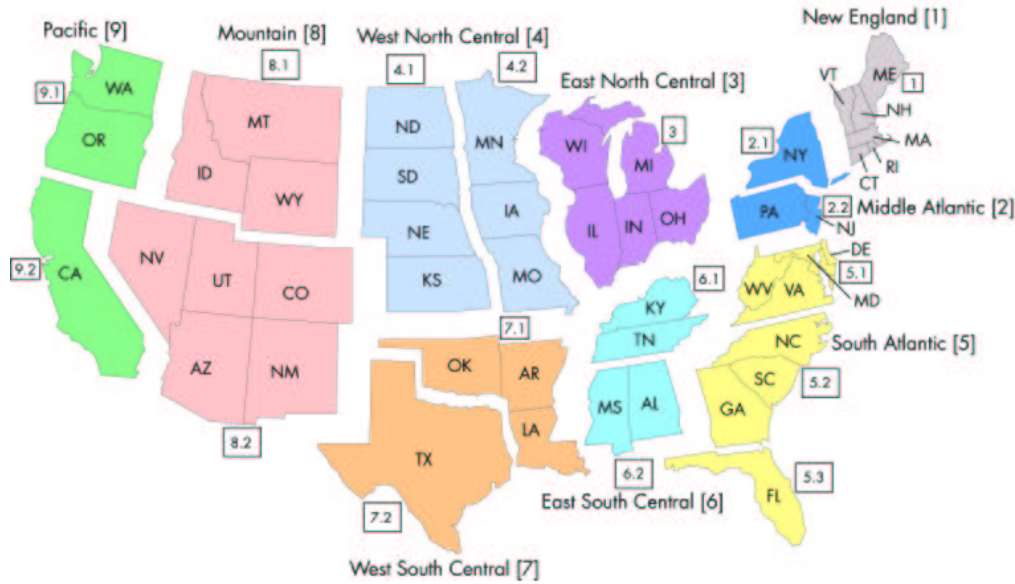 New England [1]
Pacific [9]
Mountain [8]
West North Central [4]
8.1
4.1
4.2
East North Central [3]
VT
ME
1
9.1
WA
NH
MT
ND
MN
WI
3
MI
2.1
NY
MA
OR
RI
CT
ID
SD
WY
IA
PA
2.2
Middle Atlantic [2]
NJ
NE
IL
IN
OH
DE
NV
9.2
CA
UT
CO
KS
MO
6.1
WV
VA
5.1
MD
KY
7.1
TN
NC
South Atlantic [5]
OK
AR
AZ
NM
SC
5.2
MS
AL
GA
LA
8.2
TX
6.2
FL
5.3
East South Central [6]
7.2
West South Central [7]